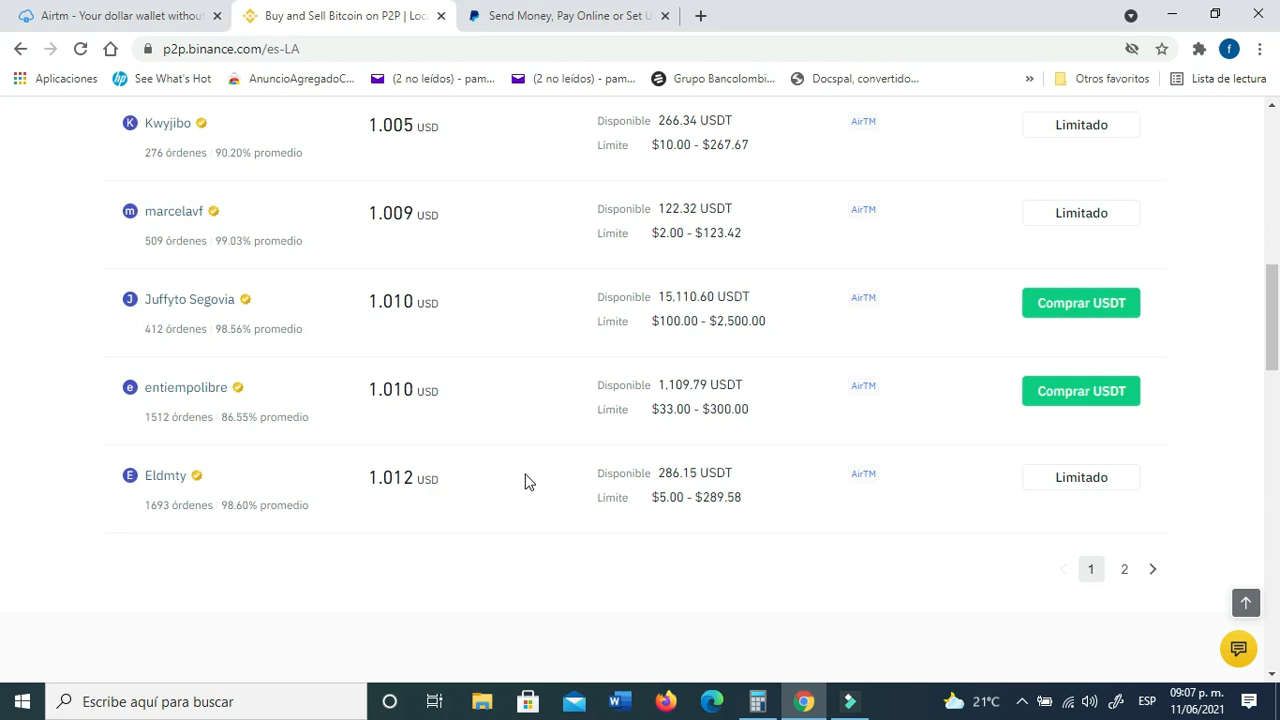 Airtm - Your dollar wallet without
Buy and Sell Bitcoin on P2P | Loc
Send Money, Pay Online or Set U
p2p.binance.com/es-LA
f
Aplicaciones
See What's Hot
AnuncioAgregadoC...
(2 no leídos) - pam...
(2 no leídos) - pam...
Grupo Bancolombi...
Docspal, convertido...
»
Otros favoritos
Lista de lectura
K Kwyjibo
276 órdenes | 90.20% promedio
1.005 USD
Disponible 266.34 USDT
Límite $10.00 - $267.67
AirTM
Limitado
m marcelavf
509 órdenes | 99.03% promedio
1.009 USD
Disponible 122.32 USDT
Límite $2.00 - $123.42
AirTM
Limitado
J Juffyto Segovia
412 órdenes | 98.56% promedio
1.010 USD
Disponible 15,110.60 USDT
Límite $100.00 - $2,500.00
AirTM
Comprar USDT
e entiempolibre
1512 órdenes | 86.55% promedio
1.010 USD
Disponible 1,109.79 USDT
Límite $33.00 - $300.00
AirTM
Comprar USDT
E Eldmty
1693 órdenes | 98.60% promedio
1.012 USD
Disponible 286.15 USDT
Límite $5.00 - $289.58
AirTM
Limitado
1 2
Escribe aquí para buscar
21°C
ESP
09:07 p. m.
11/06/2021